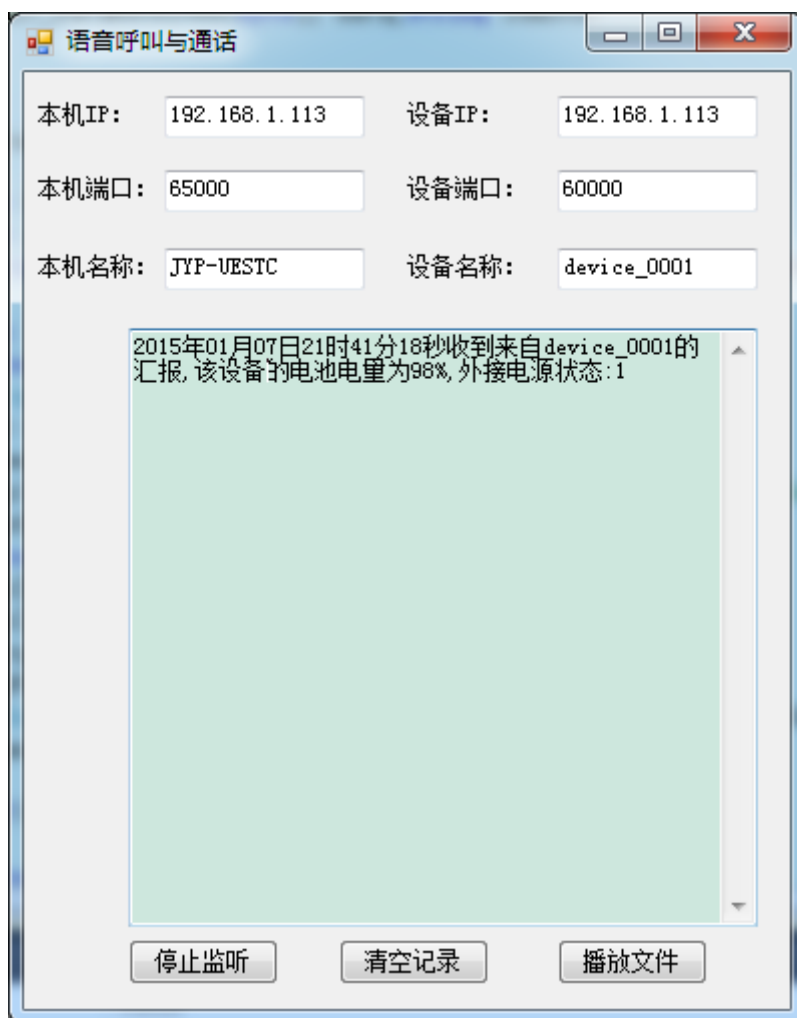 语音呼叫与通话
本机IP: 192.168.1.113 设备IP: 192.168.1.113
本机端口: 65000 设备端口: 60000
本机名称: JYP-UESTC 设备名称: device_0001
2015年01月07日21时41分18秒收到来自device_0001的
汇报,该设备的电池电量为98%,外接电源状态:1
停止监听 清空记录 播放文件